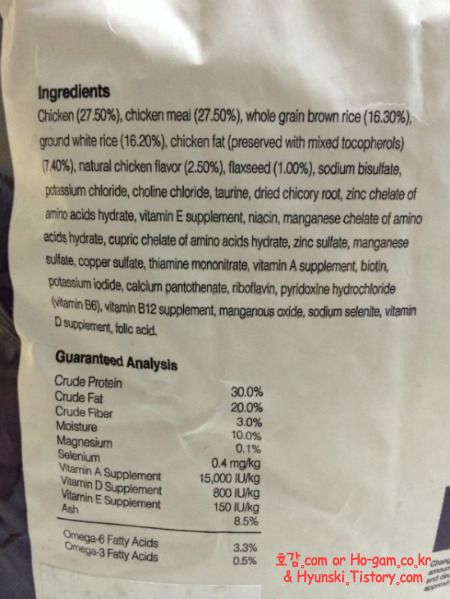 Ingredients
Chicken (27.50%), chicken meal (27.50%), whole grain brown rice (16.30%),
ground white rice (16.20%), chicken fat (preserved with mixed tocopherols)
(7.40%), natural chicken flavor (2.50%), flaxseed (1.00%), sodium bisulfate,
potassium chloride, choline chloride, taurine, dried chicory root, zinc chelate of
amino acids hydrate, vitamin E supplement, niacin, manganese chelate of amino
acids hydrate, cupric chelate of amino acids hydrate, zinc sulfate, manganese
sulfate, copper sulfate, thiamine mononitrate, vitamin A supplement, biotin,
potassium iodide, calcium pantothenate, riboflavin, pyridoxine hydrochloride
(vitamin B6), vitamin B12 supplement, manganous oxide, sodium selenite, vitamin
D supplement, folic acid.
Guaranteed Analysis
Crude Protein 30.0%
Crude Fat 20.0%
Crude Fiber 3.0%
Moisture 10.0%
Magnesium 0.1%
Selenium 0.4 mg/kg
Vitamin A Supplement 15,000 IU/kg
Vitamin D Supplement 800 IU/kg
Vitamin E Supplement 150 IU/kg
Ash 8.5%
Omega-6 Fatty Acids 3.3%
Omega-3 Fatty Acids 0.5%
호감.com or Ho-gam.co.kr
& Hyunski.Tistory.com